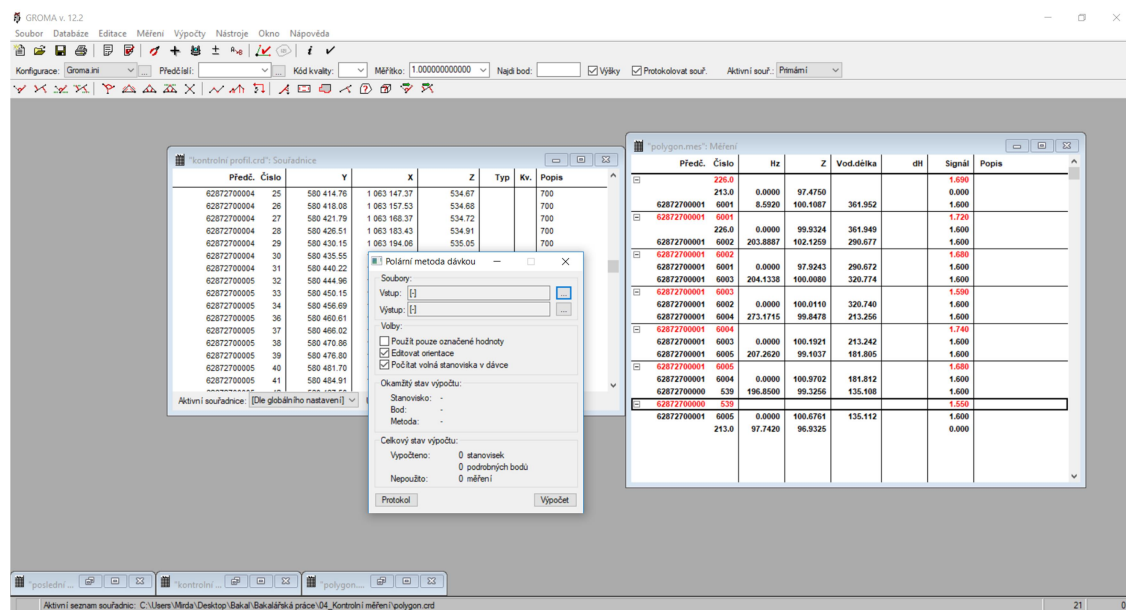 GROMA v. 12.2
Soubor Databáze Editace Měření Výpočty Nástroje Okno Nápověda
Konfigurace: Groma.ini ... Předčíslí: ... Kód kvality: Měřítko: 1.000000000000 Najdi bod: Výšky Protokolovat souř. Aktivní souř.: Primární
"kontrolní profil.crd": Souřadnice
Předč. Číslo Y X Z Typ Kv. Popis
62872700004 25 580 414.76 1 063 147.37 534.67 700
62872700004 26 580 418.08 1 063 157.53 534.68 700
62872700004 27 580 421.79 1 063 168.37 534.72 700
62872700004 28 580 426.51 1 063 183.43 534.91 700
62872700004 29 580 430.15 1 063 194.06 535.05 700
62872700004 30 580 435.55
62872700004 31 580 440.22
62872700005 32 580 444.96
62872700005 33 580 450.15
62872700005 34 580 456.69
62872700005 36 580 460.61
62872700005 37 580 466.02
62872700005 38 580 470.86
62872700005 39 580 476.80
62872700005 40 580 481.70
62872700005 41 580 484.91
Aktivní souřadnice: [Dle globálního nastavení]
Polární metoda dávkou
Soubory:
Vstup: [-] ...
Výstup: [-] ...
Volby:
Použít pouze označené hodnoty
Editovat orientace
Počítat volná stanoviska v dávce
Okamžitý stav výpočtu:
Stanovisko: -
Bod: -
Metoda: -
Celkový stav výpočtu:
Vypočteno: 0 stanovisek
0 podrobných bodů
Nepoužito: 0 měření
Protokol Výpočet
"polygon.mes": Měření
Předč. Číslo Hz Z Vod.délka dH Signál Popis
226.0 1.690
213.0 0.0000 97.4750 0.000
62872700001 6001 8.5920 100.1087 361.952 1.600
62872700001 6001 1.720
226.0 0.0000 99.9324 361.949 1.600
62872700001 6002 203.8887 102.1259 290.677 1.600
62872700001 6002 1.680
62872700001 6001 0.0000 97.9243 290.672 1.600
62872700001 6003 204.1338 100.0080 320.774 1.600
62872700001 6003 1.590
62872700001 6002 0.0000 100.0110 320.740 1.600
62872700001 6004 273.1715 99.8478 213.256 1.600
62872700001 6004 1.740
62872700001 6003 0.0000 100.1921 213.242 1.600
62872700001 6005 207.2620 99.1037 181.805 1.600
62872700001 6005 1.680
62872700001 6004 0.0000 100.9702 181.812 1.600
62872700000 539 196.8500 99.3256 135.108 1.600
62872700000 539 1.550
62872700001 6005 0.0000 100.6761 135.112 1.600
213.0 97.7420 96.9325 0.000
"poslední ... "kontrolní ... "polygon....
Aktivní seznam souřadnic: C:\Users\Mirda\Desktop\Bakal\Bakalářská práce\04_Kontrolní měření\polygon.crd 21 0